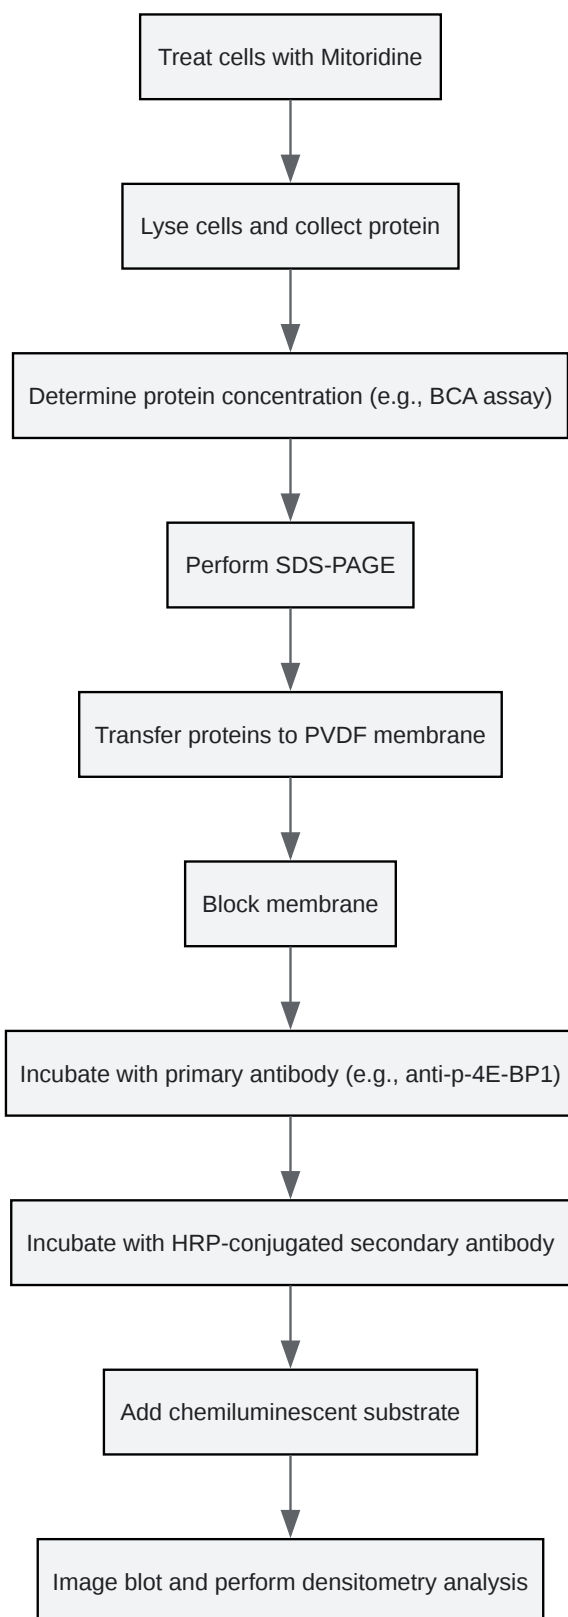 Treat cells with Mitoridine
Lyse cells and collect protein
Determine protein concentration (e.g., BCA assay)
Perform SDS-PAGE
Transfer proteins to PVDF membrane
Block membrane
Incubate with primary antibody (e.g., anti-p-4E-BP1)
Incubate with HRP-conjugated secondary antibody
Add chemiluminescent substrate
Image blot and perform densitometry analysis